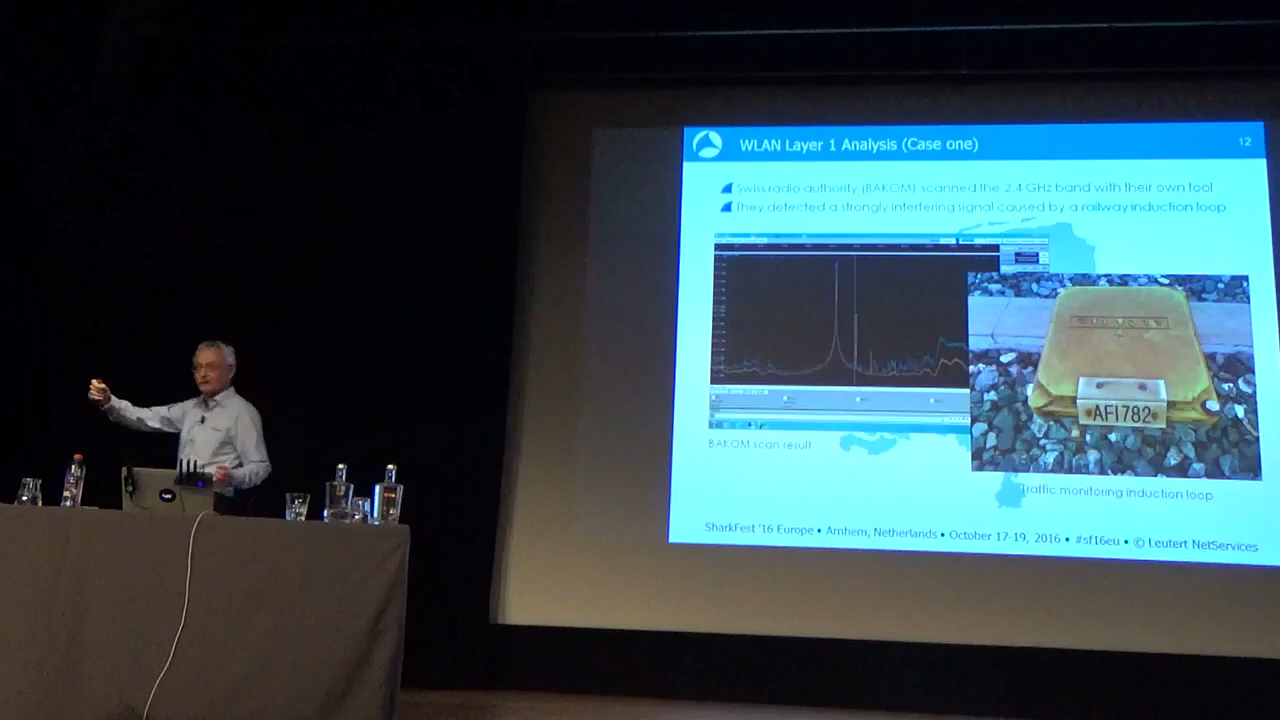 WLAN Layer 1 Analysis (Case one)
12
Swiss radio authority (BAKOM) scanned the 2.4 GHz band with their own tool
They detected a strongly interfering signal caused by a railway induction loop
AFI782
BAKOM scan result
Traffic monitoring induction loop
SharkFest '16 Europe • Arnhem, Netherlands • October 17-19, 2016 • #sf16eu • © Leutert NetServices